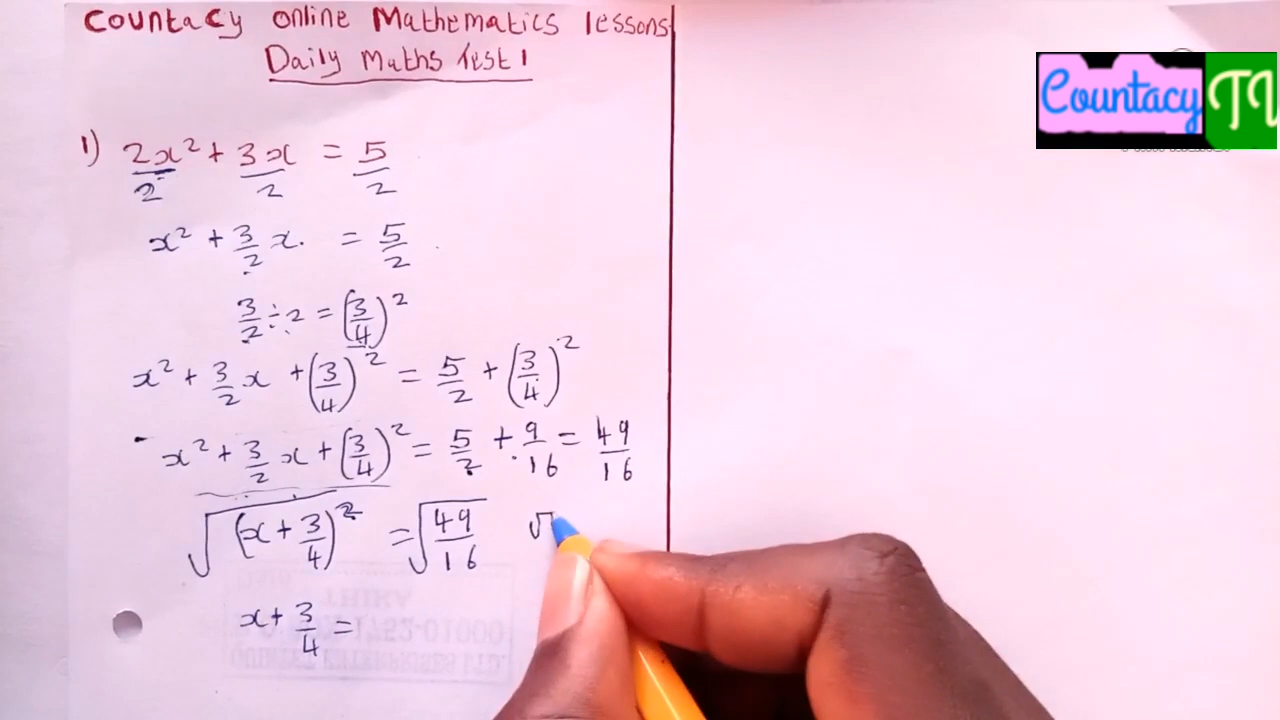 Countacy online Mathematics lessons
Daily Maths Test 1
Countacy TV
1) 2x²/2 + 3x/2 = 5/2
x² + 3/2 x = 5/2
3/2 ÷ 2 = (3/4)²
x² + 3/2 x + (3/4)² = 5/2 + (3/4)²
x² + 3/2 x + (3/4)² = 5/2 + 9/16 = 49/16
√(x + 3/4)² = √49/16 √
x + 3/4 =